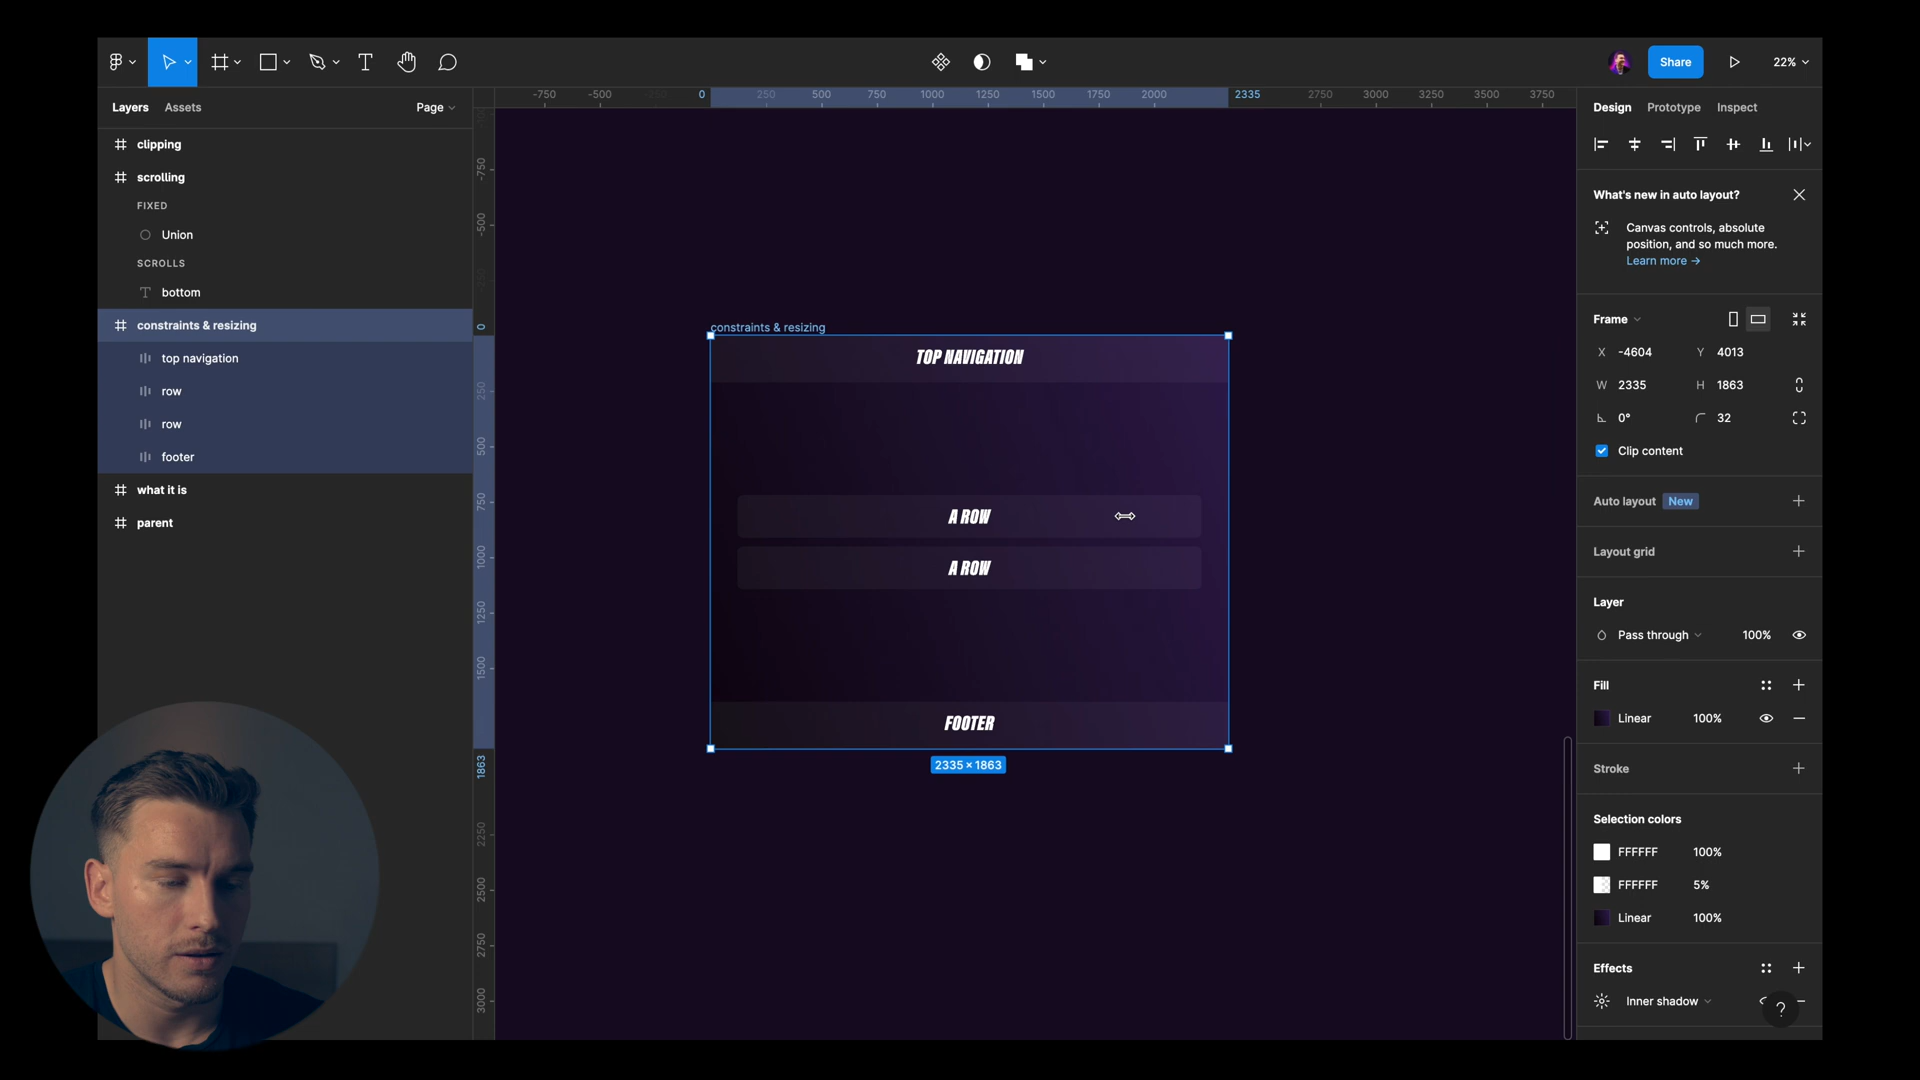 Share
22%
Layers
Assets
Page
clipping
scrolling
FIXED
Union
SCROLLS
bottom
constraints & resizing
top navigation
row
row
footer
what it is
parent
-750
-500
0
250
500
750
1000
1250
1500
1750
2000
2335
2750
3000
3250
3500
3750
-750
-500
0
250
500
750
1000
1250
1500
1863
2250
2500
2750
3000
constraints & resizing
TOP NAVIGATION
A ROW
A ROW
FOOTER
2335 × 1863
Design
Prototype
Inspect
What's new in auto layout?
Canvas controls, absolute
position, and so much more.
Learn more →
Frame
X -4604
Y 4013
W 2335
H 1863
0°
32
Clip content
Auto layout New
Layout grid
Layer
Pass through 100%
Fill
Linear 100%
Stroke
Selection colors
FFFFFF 100%
FFFFFF 5%
Linear 100%
Effects
Inner shadow
?